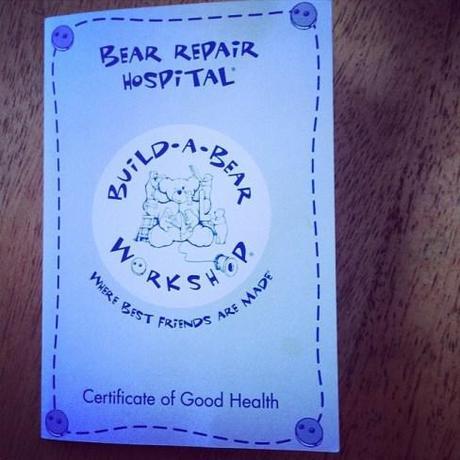 BEAR REPAIR
HOSPITAL®
BUILD-A-BEAR
WORKSHOP®
WHERE BEST FRIENDS ARE MADE
Certificate of Good Health